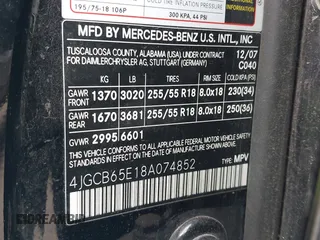 195/75-18 106P
300 KPA, 44 PSI
MFD BY MERCEDES-BENZ U.S. INTL., INC
TUSCALOOSA COUNTY, ALABAMA (USA) UNDER CONTRACT
FOR DAIMLERCHRYSLER AG, STUTTGART (GERMANY)
12/07
C040
KG LB TIRES RIMS COLD KPA (PSI)
GAWR FRONT 1370 3020 255/55 R18 8.0x18 230(34)
GAWR REAR 1670 3681 255/55 R18 8.0x18 250(36)
GVWR 2995 6601
THIS VEHICLE CONFORMS TO ALL APPLICABLE
FEDERAL MOTOR VEHICLE SAFETY STANDARDS IN
EFFECT ON THE DATE OF MANUFACTURE SHOWN ABOVE
4JGCB65E18A074852 TYPE: MPV